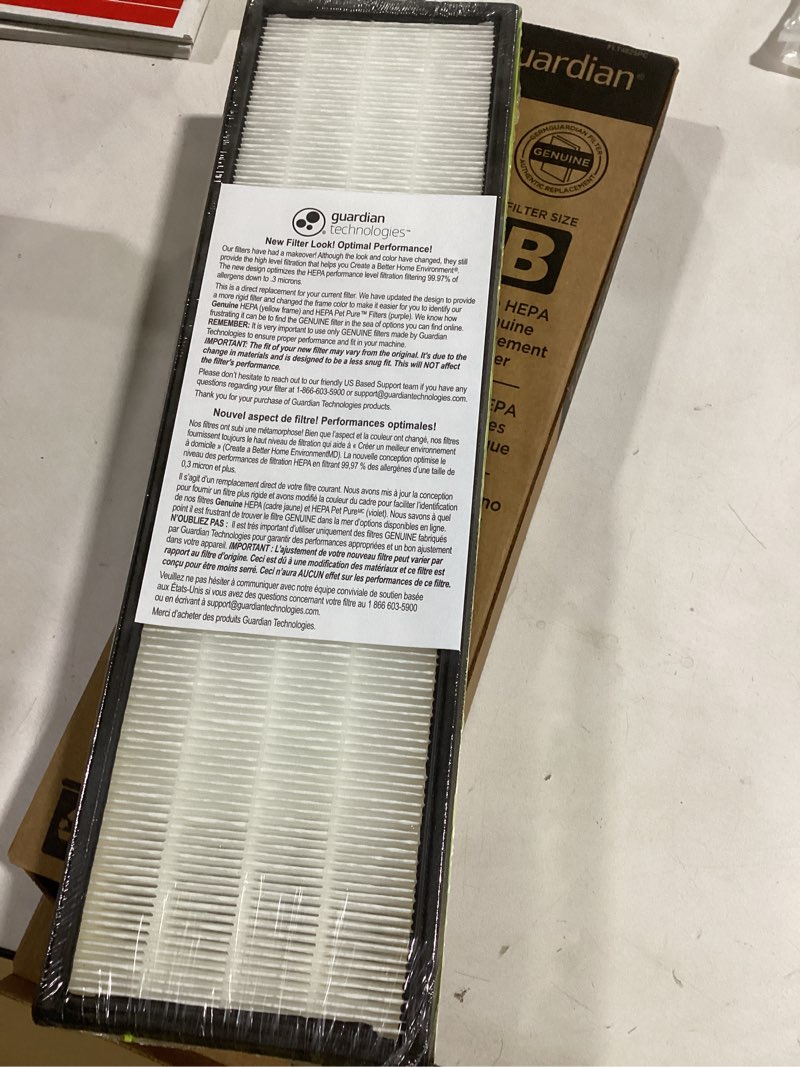 FLT4825PC
uardian®
GERMGUARDIAN FILTER
GENUINE
AUTHENTIC REPLACEMENT
FILTER SIZE
B
HEPA
uine
ement
er
EPA
es
ue
no
guardian
technologies™
New Filter Look! Optimal Performance!
Our filters have had a makeover! Although the look and color have changed, they still
provide the high level filtration that helps you Create a Better Home Environment®.
The new design optimizes the HEPA performance level filtration filtering 99.97% of
allergens down to .3 microns.
This is a direct replacement for your current filter. We have updated the design to provide
a more rigid filter and changed the frame color to make it easier for you to identify our
Genuine HEPA (yellow frame) and HEPA Pet Pure™ Filters (purple). We know how
frustrating it can be to find the GENUINE filter in the sea of options you can find online.
REMEMBER: It is very important to use only GENUINE filters made by Guardian
Technologies to ensure proper performance and fit in your machine.
IMPORTANT: The fit of your new filter may vary from the original. It's due to the
change in materials and is designed to be a less snug fit. This will NOT affect
the filter's performance.
Please don't hesitate to reach out to our friendly US Based Support team if you have any
questions regarding your filter at 1-866-603-5900 or support@guardiantechnologies.com.
Thank you for your purchase of Guardian Technologies products.
Nouvel aspect de filtre! Performances optimales!
Nos filtres ont subi une métamorphose! Bien que l'aspect et la couleur ont changé, nos filtres
fournissent toujours le haut niveau de filtration qui aide à « Créer un meilleur environnement
à domicile » (Create a Better Home EnvironmentMD). La nouvelle conception optimise le
niveau des performances de filtration HEPA en filtrant 99,97 % des allergènes d'une taille de
0,3 micron et plus.
Il s'agit d'un remplacement direct de votre filtre courant. Nous avons mis à jour la conception
pour fournir un filtre plus rigide et avons modifié la couleur du cadre pour faciliter l'identification
de nos filtres Genuine HEPA (cadre jaune) et HEPA Pet Pureᴹᶜ (violet). Nous savons à quel
point il est frustrant de trouver le filtre GENUINE dans la mer d'options disponibles en ligne.
N'OUBLIEZ PAS : Il est très important d'utiliser uniquement des filtres GENUINE fabriqués
par Guardian Technologies pour garantir des performances appropriées et un bon ajustement
dans votre appareil. IMPORTANT : L'ajustement de votre nouveau filtre peut varier par
rapport au filtre d'origine. Ceci est dû à une modification des matériaux et ce filtre est
conçu pour être moins serré. Ceci n'aura AUCUN effet sur les performances de ce filtre.
Veuillez ne pas hésiter à communiquer avec notre équipe conviviale de soutien basée
aux États-Unis si vous avez des questions concernant votre filtre au 1 866 603-5900
ou en écrivant à support@guardiantechnologies.com.
Merci d'acheter des produits Guardian Technologies.